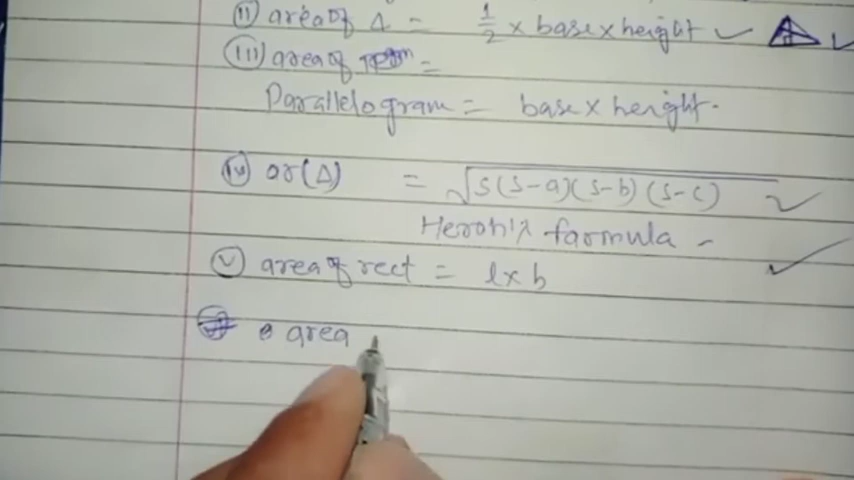 (ii) area of Δ = 1/2 × base × height ✓
(iii) area of =
Parallelogram = base × height.
(iv) ar(Δ) = √s(s-a)(s-b)(s-c) ✓
Heron's farmula -
(v) area of rect = l × b ✓
area